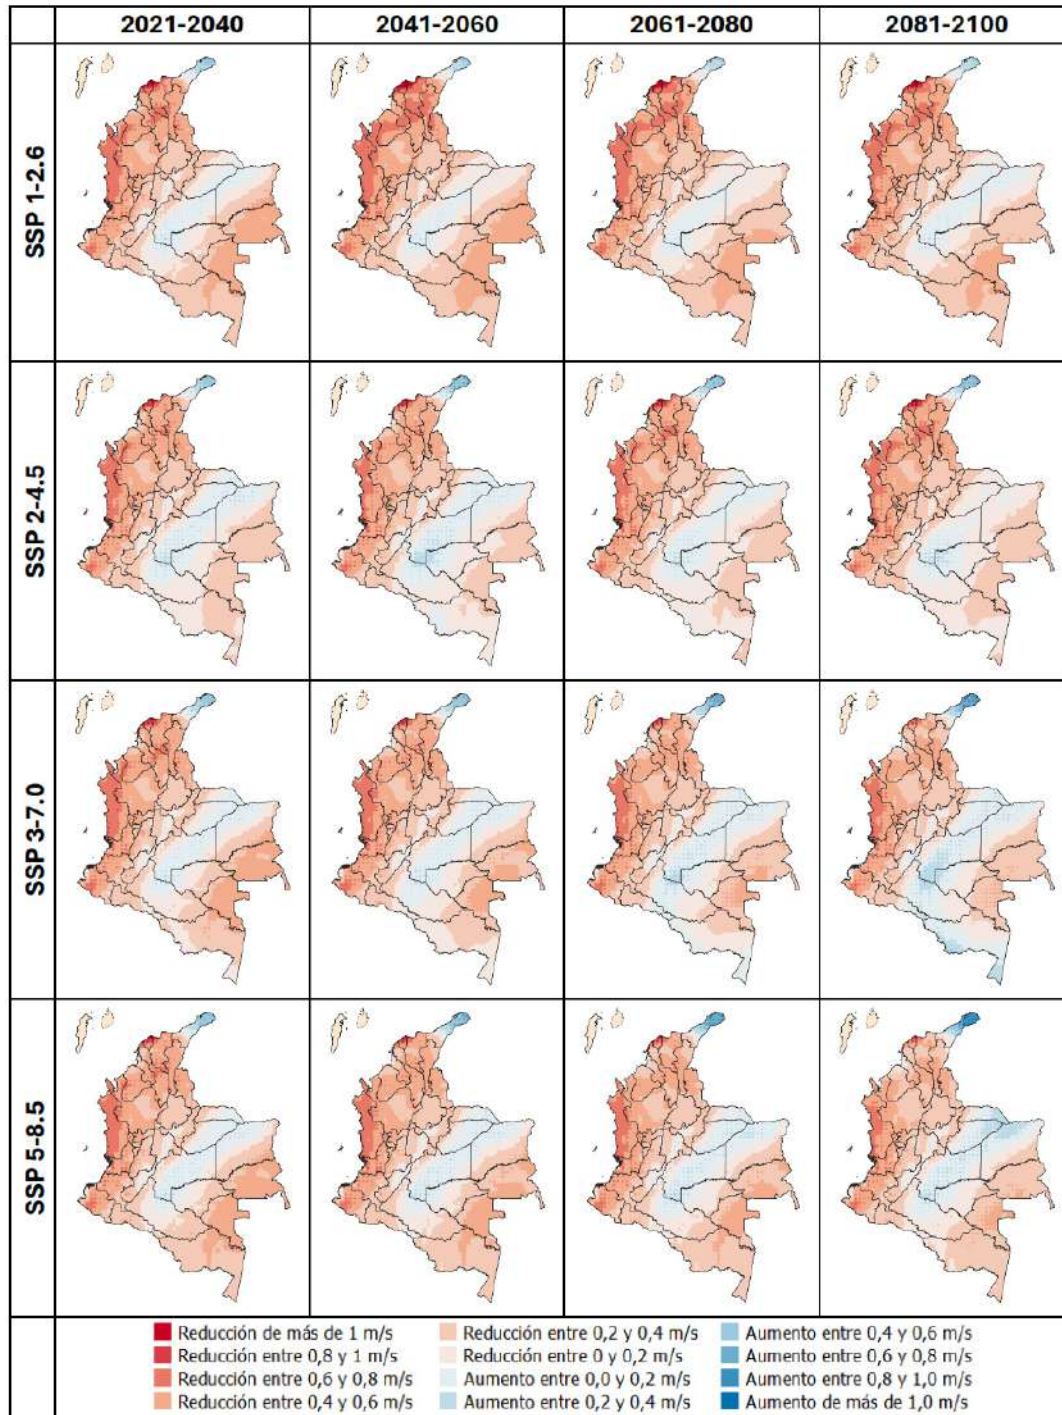 2021-2040 2041-2060 2061-2080 2081-2100
SSP 1-2.6
SSP 2-4.5
SSP 3-7.0
SSP 5-8.5
Reducción de más de 1 m/s
Reducción entre 0,8 y 1 m/s
Reducción entre 0,6 y 0,8 m/s
Reducción entre 0,4 y 0,6 m/s
Reducción entre 0,2 y 0,4 m/s
Reducción entre 0 y 0,2 m/s
Aumento entre 0,0 y 0,2 m/s
Aumento entre 0,2 y 0,4 m/s
Aumento entre 0,4 y 0,6 m/s
Aumento entre 0,6 y 0,8 m/s
Aumento entre 0,8 y 1,0 m/s
Aumento de más de 1,0 m/s